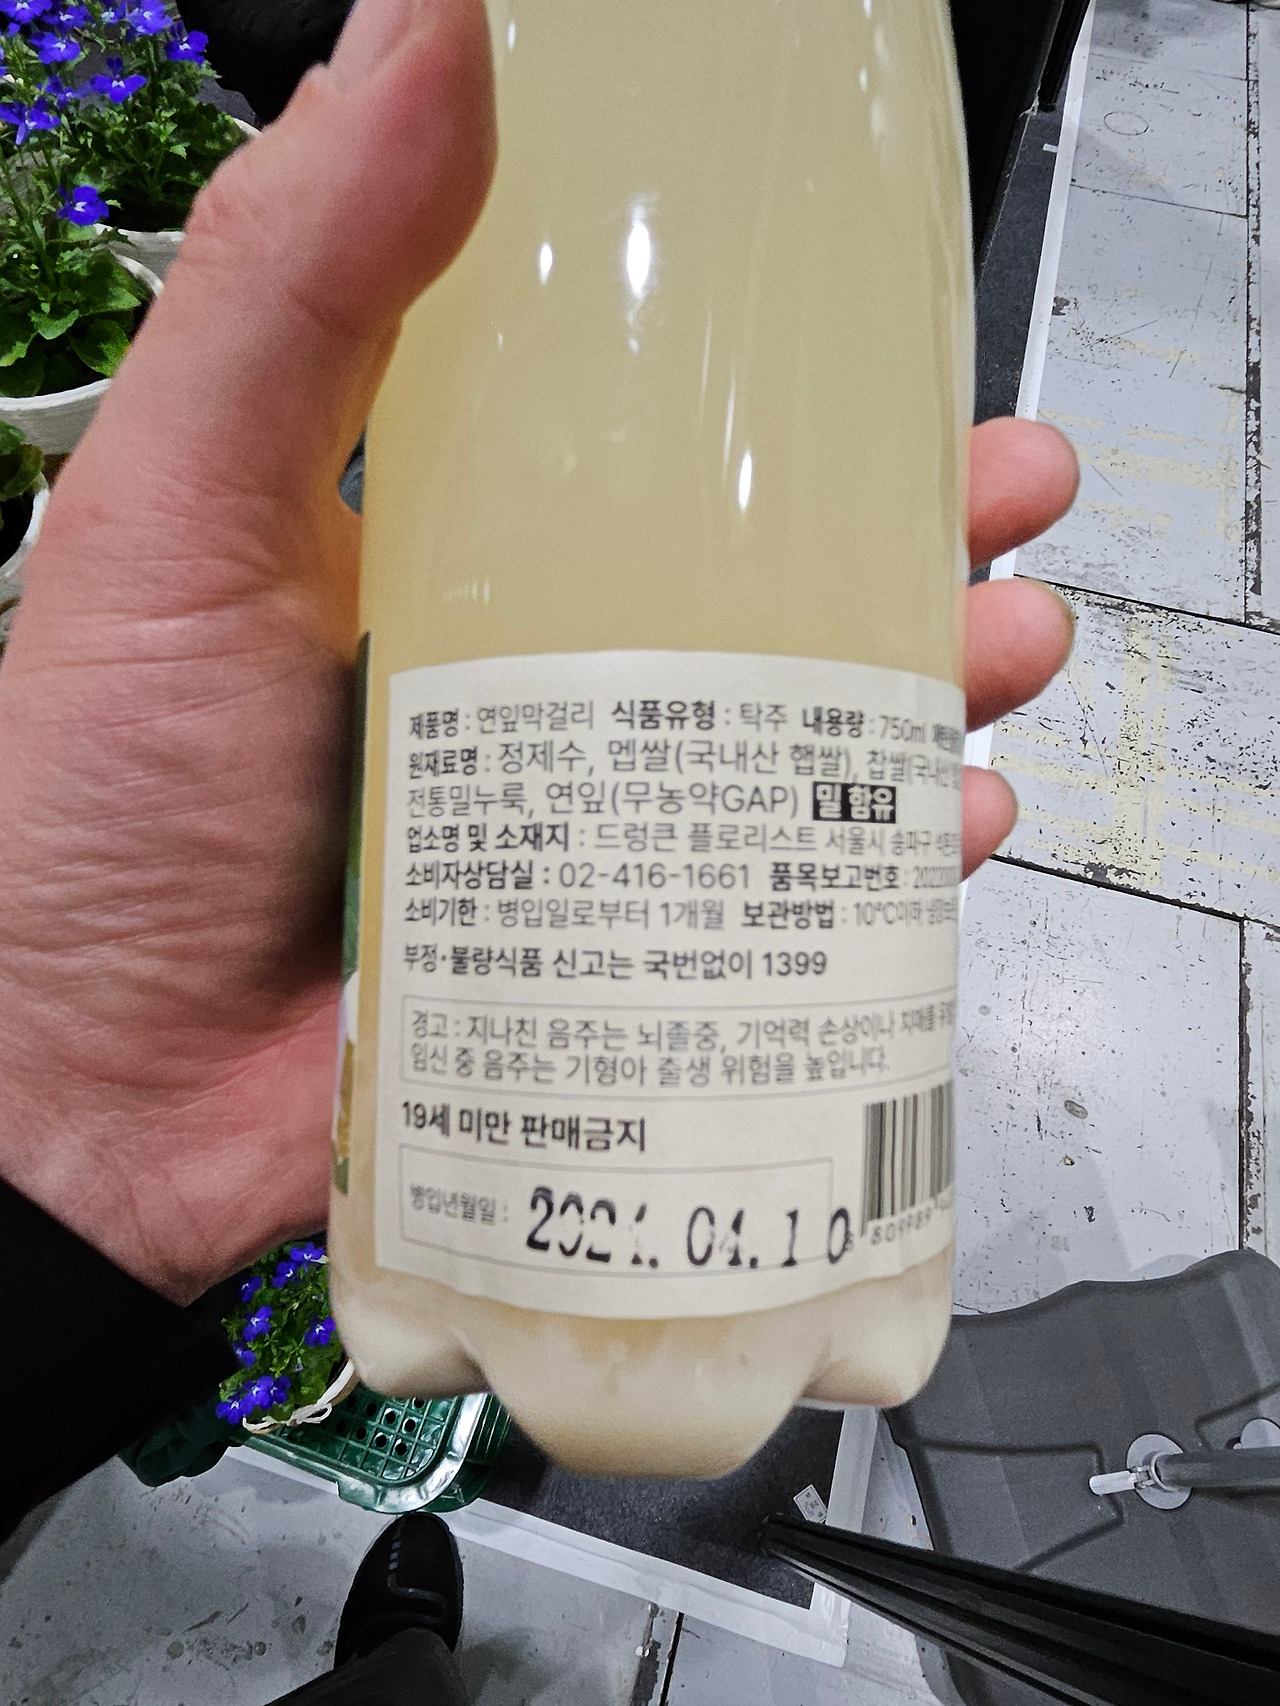 제품명 : 연잎막걸리 식품유형 : 탁주 내용량 : 750ml
원재료명 : 정제수, 멥쌀(국내산 햅쌀), 찹쌀(국내산
전통밀누룩, 연잎(무농약GAP) 밀 함유
업소명 및 소재지 : 드렁큰 플로리스트 서울시 송파구
소비자상담실 : 02-416-1661 품목보고번호 :
소비기한 : 병입일로부터 1개월 보관방법 : 10℃이하
부정·불량식품 신고는 국번없이 1399
경고 : 지나친 음주는 뇌졸중, 기억력 손상이나 치매를
임신 중 음주는 기형아 출생 위험을 높입니다.
19세 미만 판매금지
병입년월일 : 2024. 04. 10